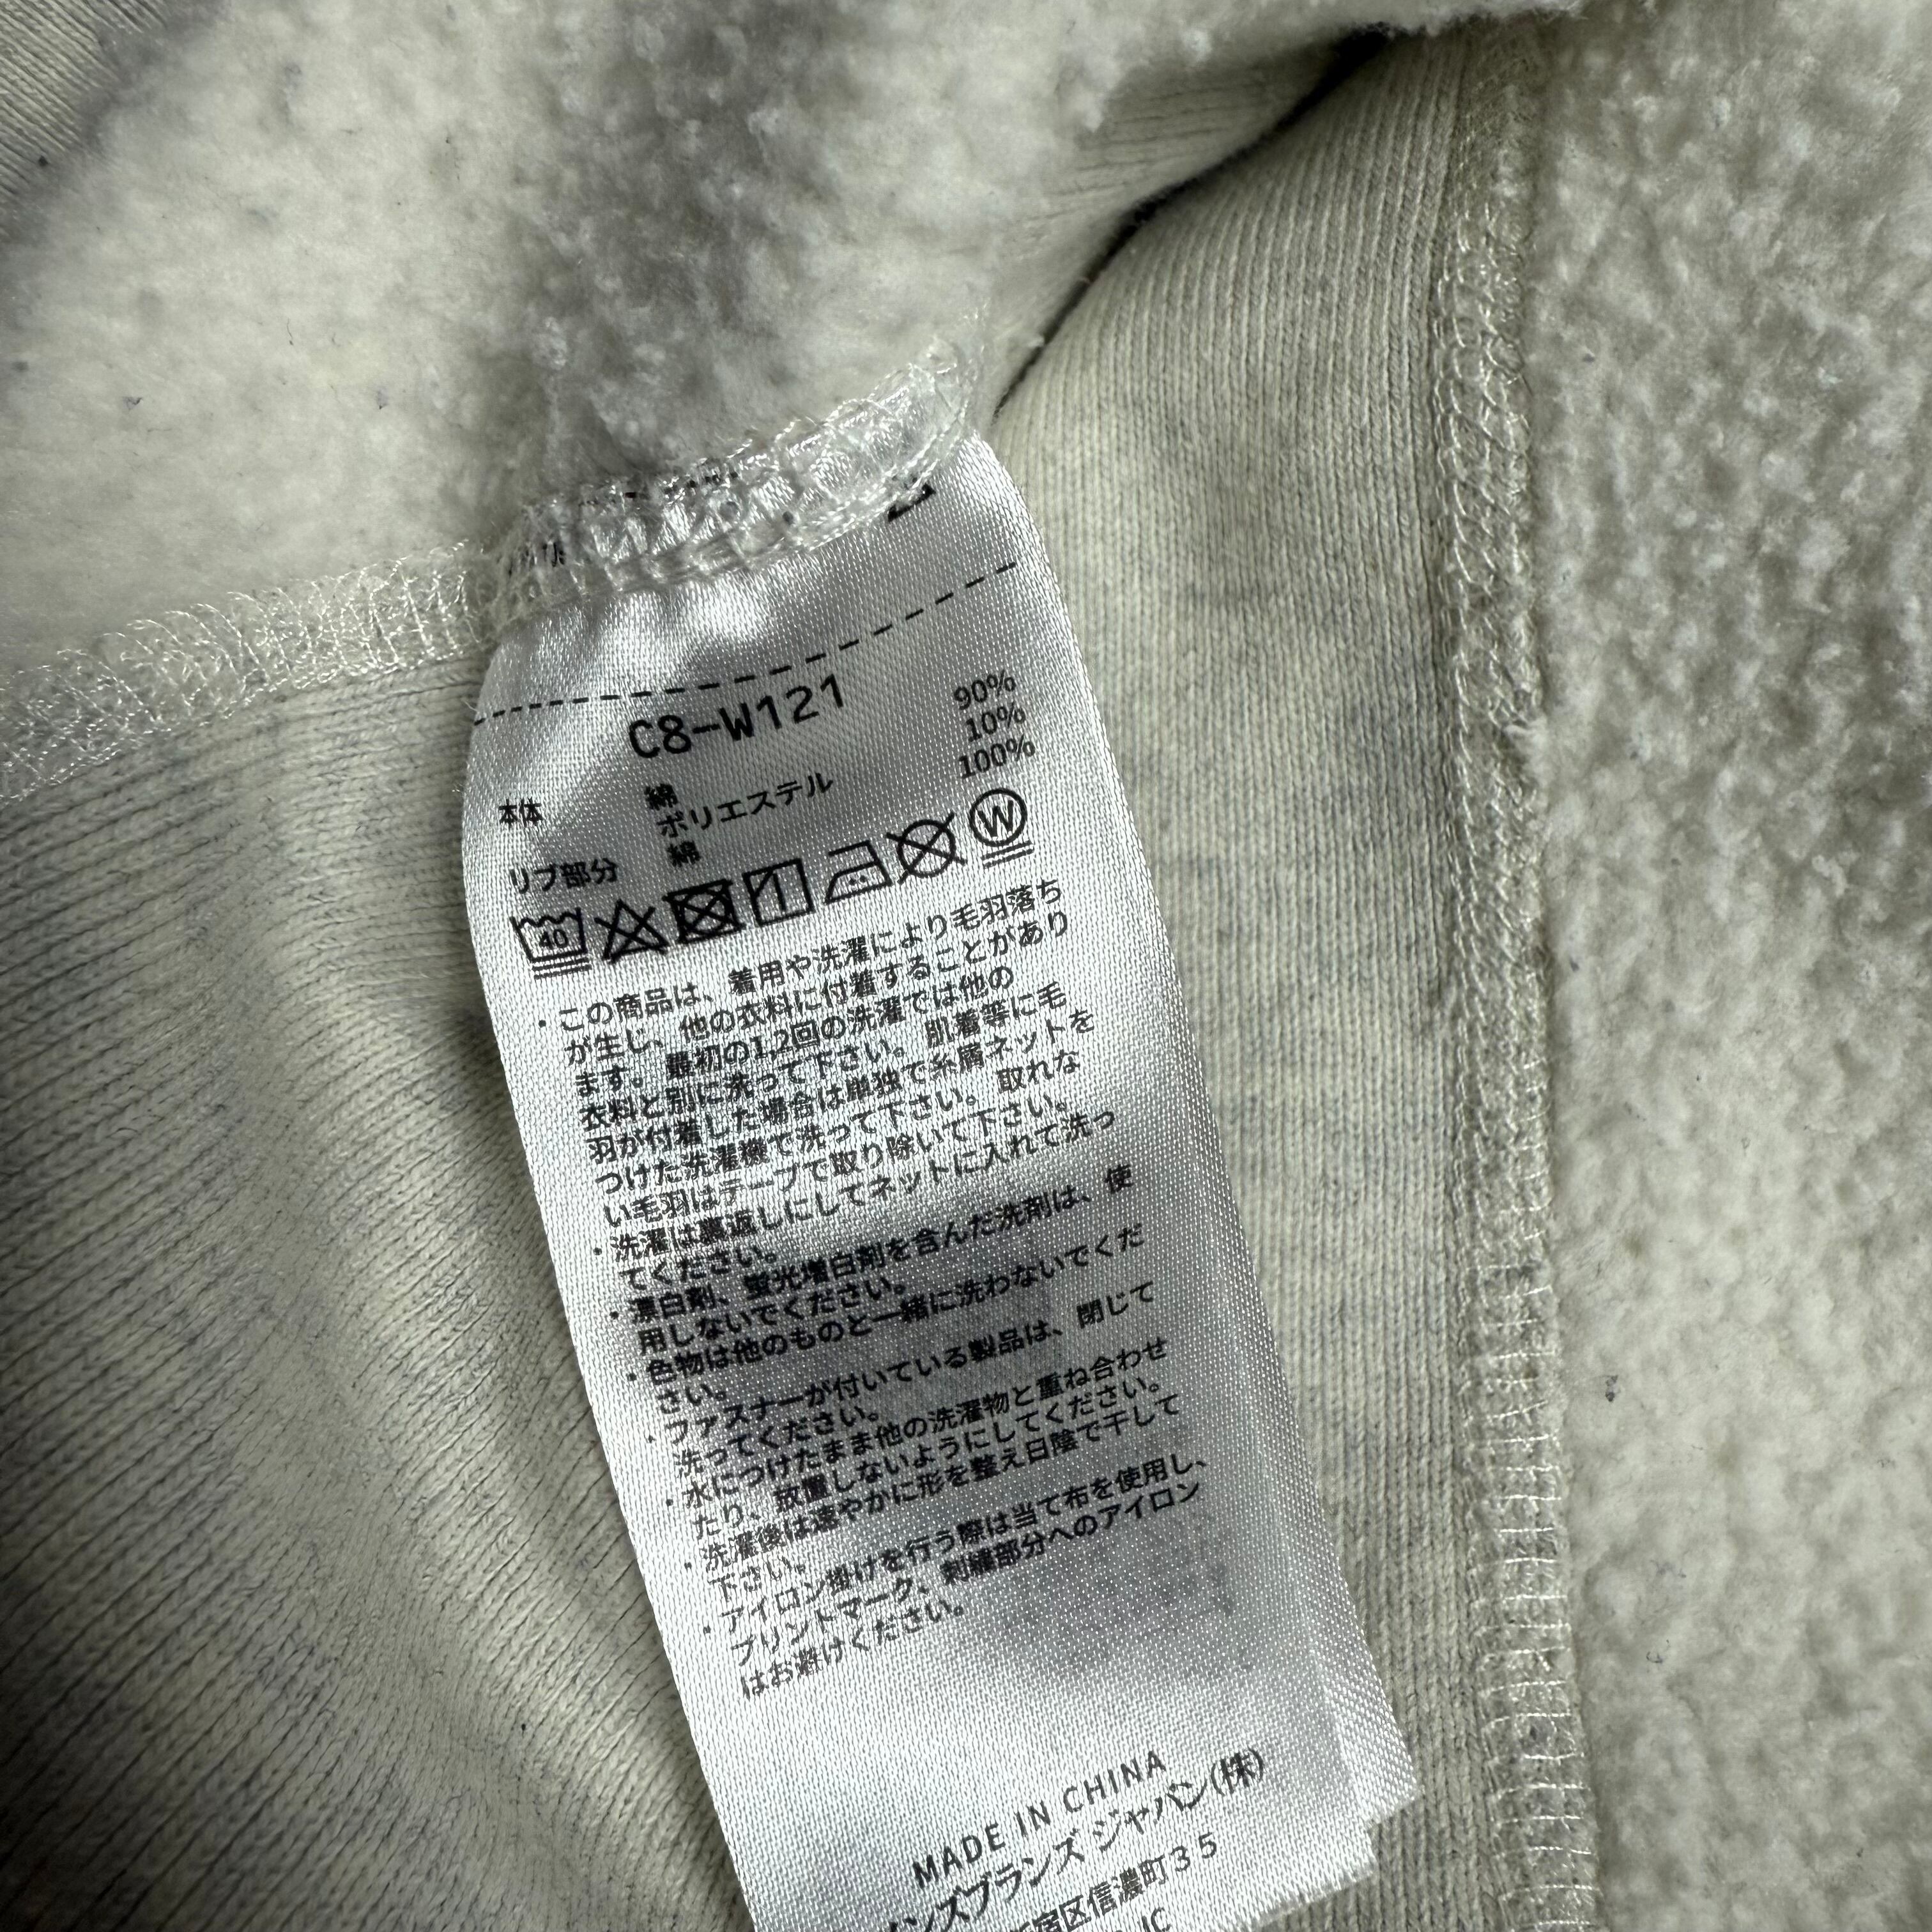 C8-W121
本体 綿 90%
ポリエステル 10%
リブ部分 綿 100%
40 1 W
・この商品は、着用や洗濯により毛羽落ち
が生じ、他の衣料に付着することがあり
ます。最初の1,2回の洗濯では他の
衣料と別に洗って下さい。肌着等に毛
羽が付着した場合は単独で糸屑ネットを
つけた洗濯機で洗って下さい。取れな
い毛羽はテープで取り除いて下さい。
・洗濯は裏返しにしてネットに入れて洗っ
てください。
・漂白剤、蛍光増白剤を含んだ洗剤は、使
用しないでください。
・色物は他のものと一緒に洗わないでくだ
さい。
・ファスナーが付いている製品は、閉じて
洗ってください。
・水につけたまま他の洗濯物と重ね合わせ
たり、放置しないようにしてください。
・洗濯後は速やかに形を整え日陰で干して
下さい。
・アイロン掛けを行う際は当て布を使用し、
プリントマーク、刺繍部分へのアイロン
はお避けください。
MADE IN CHINA
ンズブランズ ジャパン(株)
宿区信濃町35